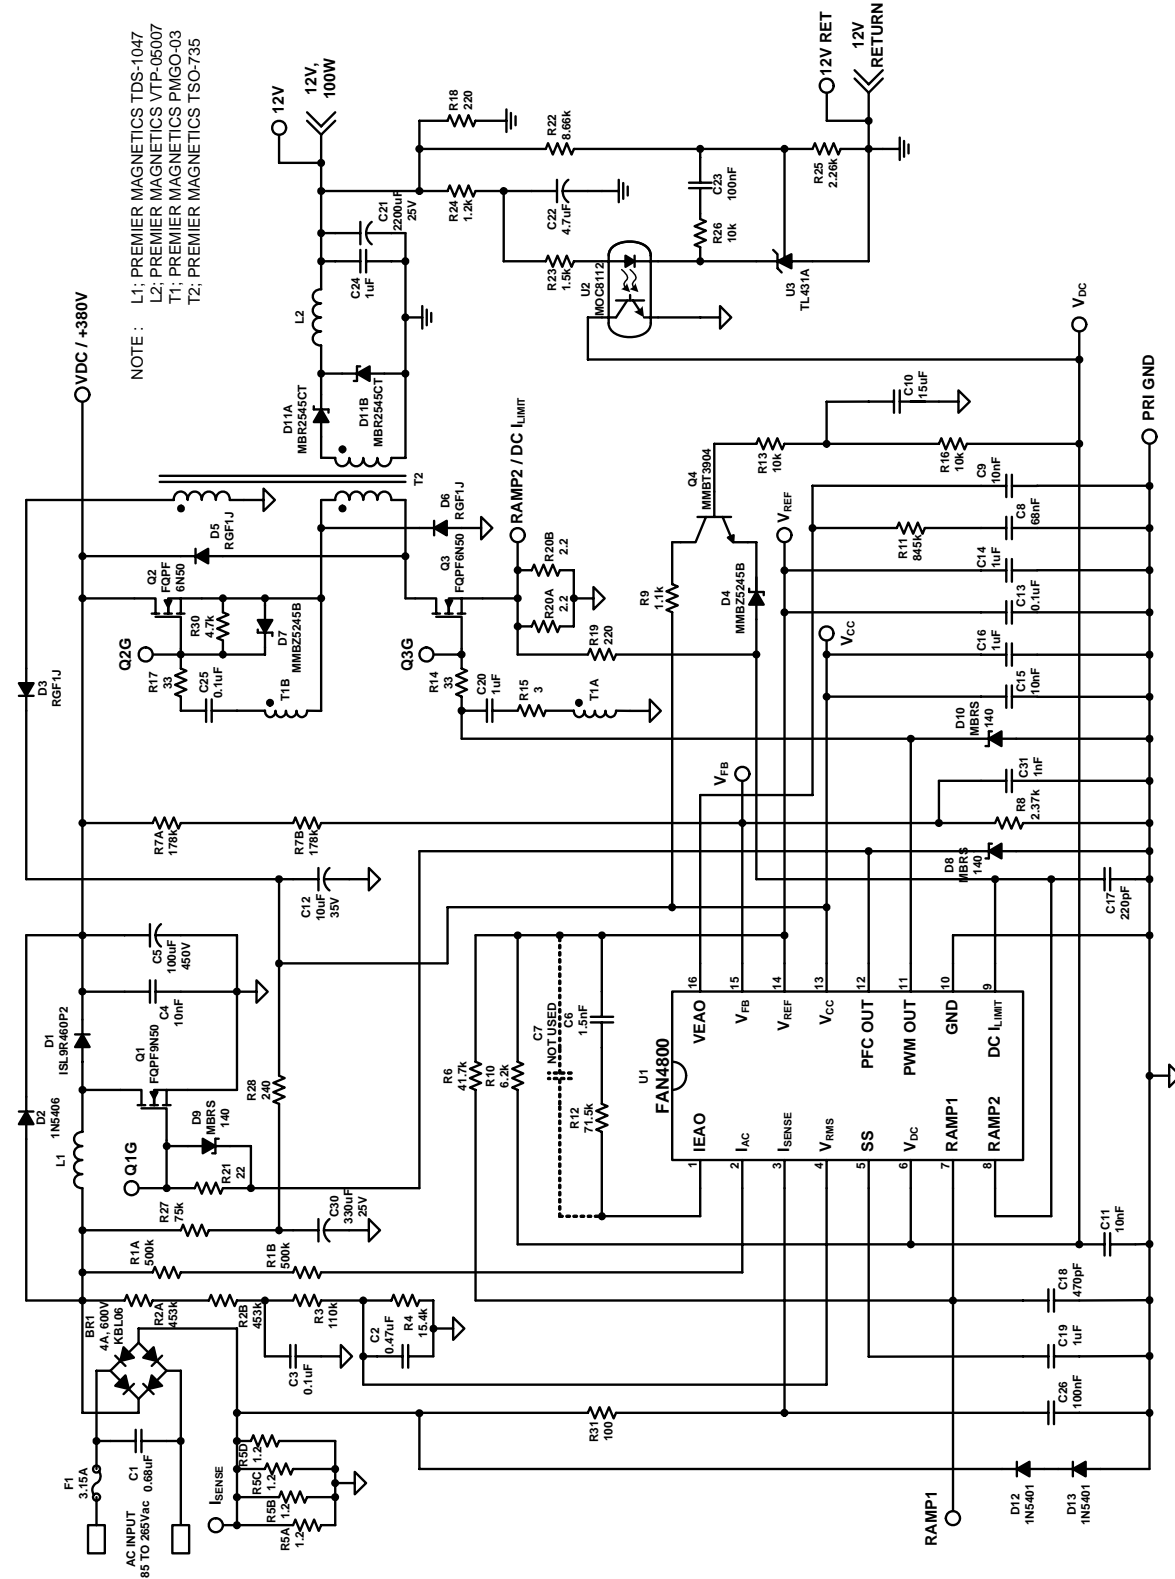 NOTE :
L1; PREMIER MAGNETICS TDS-1047
L2; PREMIER MAGNETICS VTP-05007
T1; PREMIER MAGNETICS PMGO-03
T2; PREMIER MAGNETICS TSO-735
AC INPUT
85 TO 265Vac
F1
3.15A
C1
0.68uF
BR1
4A, 600V
KBL06
ISENSE
R5A
1.2
R5B
1.2
R5C
1.2
R5D
1.2
R2A
453k
R2B
453k
R3
110k
C3
0.1uF
C2
0.47uF
R4
15.4k
R1A
500k
R1B
500k
R27
75k
C30
330uF
25V
L1
D2
1N5406
Q1G
R21
22
D9
MBRS
140
Q1
FQPF9N50
D1
ISL9R460P2
R28
240
C4
10nF
C5
100uF
450V
C12
10uF
35V
R7A
178k
R7B
178k
D3
RGF1J
VDC / +380V
Q2G
R17
33
C25
0.1uF
T1B
R30
4.7k
D7
MMBZ5245B
Q2
FQPF
6N50
D5
RGF1J
T2
D6
RGF1J
Q3
FQPF6N50
Q3G
R14
33
C20
1uF
R15
3
T1A
RAMP2 / DC ILIMIT
R20A
2.2
R20B
2.2
R19
220
D11A
MBR2545CT
D11B
MBR2545CT
L2
C24
1uF
C21
2200uF
25V
12V
12V,
100W
R24
1.2k
R18
220
R22
8.66k
C22
4.7uF
R23
1.5k
U2
MOC8112
R26
10k
C23
100nF
U3
TL431A
R25
2.26k
12V RET
12V
RETURN
VDC
PRI GND
C10
15uF
R13
10k
R16
10k
Q4
MMBT3904
R9
1.1k
D4
MMBZ5245B
VREF
VCC
VFB
R11
845k
C9
10nF
C8
68nF
C14
1uF
C13
0.1uF
C16
1uF
C15
10nF
D10
MBRS
140
C31
1nF
R8
2.37k
D8
MBRS
140
C17
220pF
R6
41.7k
R10
6.2k
C7
NOT USED
C6
1.5nF
R12
71.5k
U1
FAN4800
1
IEAO
2
IAC
3
ISENSE
4
VRMS
5
SS
6
VDC
7
RAMP1
8
RAMP2
16
VEAO
15
VFB
14
VREF
13
VCC
12
PFC OUT
11
PWM OUT
10
GND
9
DC ILIMIT
C11
10nF
C18
470pF
C19
1uF
C26
100nF
R31
100
D12
1N5401
D13
1N5401
RAMP1